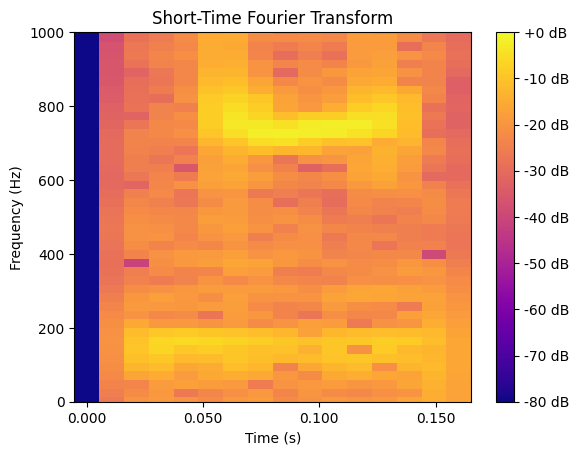 Short-Time Fourier Transform
1000
800
600
400
200
0
Frequency (Hz)
0.000
0.050
0.100
0.150
Time (s)
+0 dB
-10 dB
-20 dB
-30 dB
-40 dB
-50 dB
-60 dB
-70 dB
-80 dB